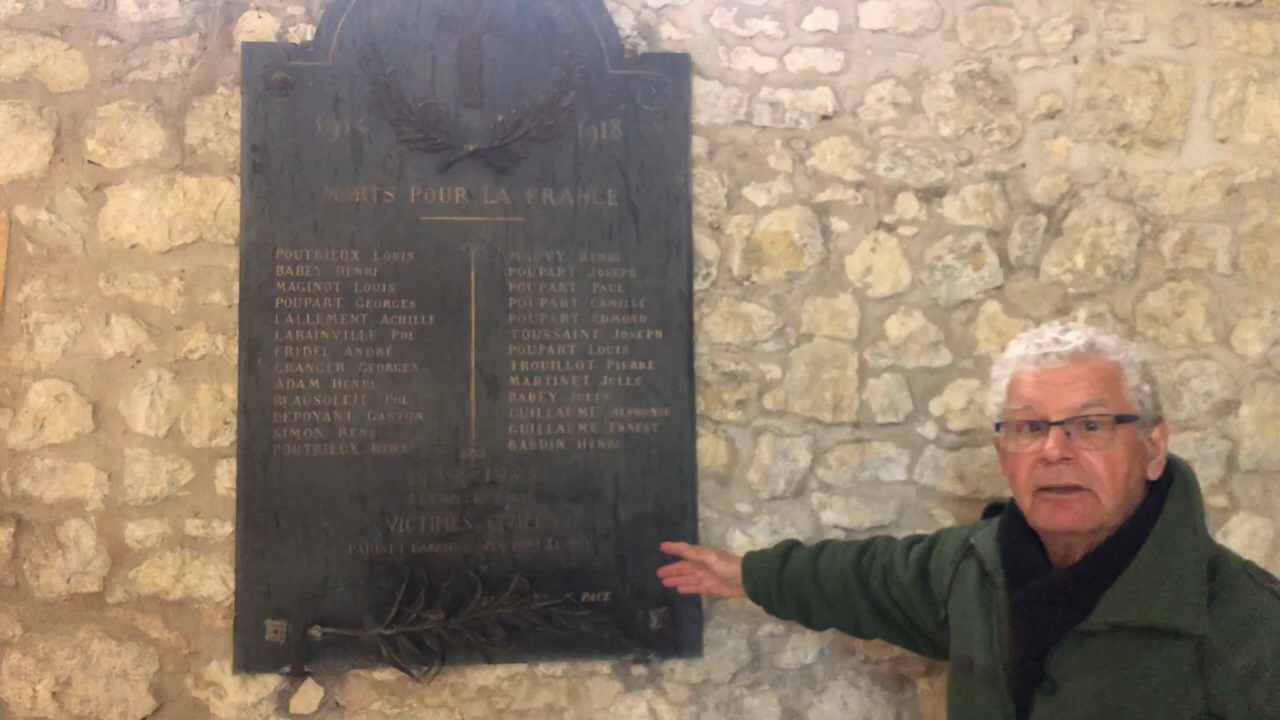 1914 1918
MORTS POUR LA FRANCE
POUTRIEUX LOUIS
BABEY HENRI
MAGINOT LOUIS
POUPART GEORGES
LALLEMENT ACHILLE
LARAINVILLE POL
FRIDEL ANDRÉ
GRANGER GEORGES
ADAM HENRI
BEAUSOLEIL POL
DEPOYANT GASTON
SIMON RENÉ
POUTRIEUX HENRI
MAUVY HENRI
POUPART JOSEPH
POUPART PAUL
POUPART CAMILLE
POUPART EDMOND
TOUSSAINT JOSEPH
POUPART LOUIS
TROUILLOT PIERRE
MARTINET JULES
BABEY JULES
GUILLAUME ALPHONSE
GUILLAUME ERNEST
BABDIN HENRI
VICTIMES CIVILES
PACE